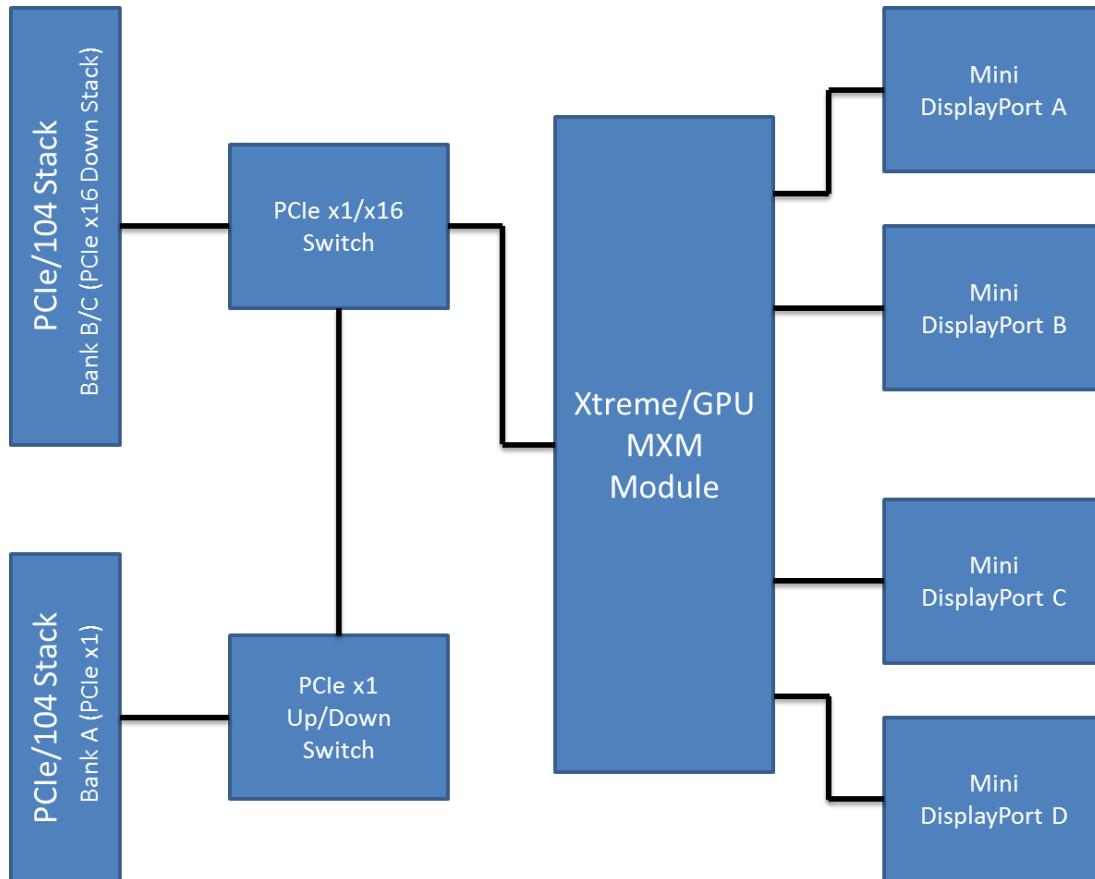 PCIe/104 Stack
Bank B/C (PCIe x16 Down Stack)
PCIe x1/x16
Switch
PCIe/104 Stack
Bank A (PCIe x1)
PCIe x1
Up/Down
Switch
Xtreme/GPU
MXM
Module
Mini
DisplayPort A
Mini
DisplayPort B
Mini
DisplayPort C
Mini
DisplayPort D